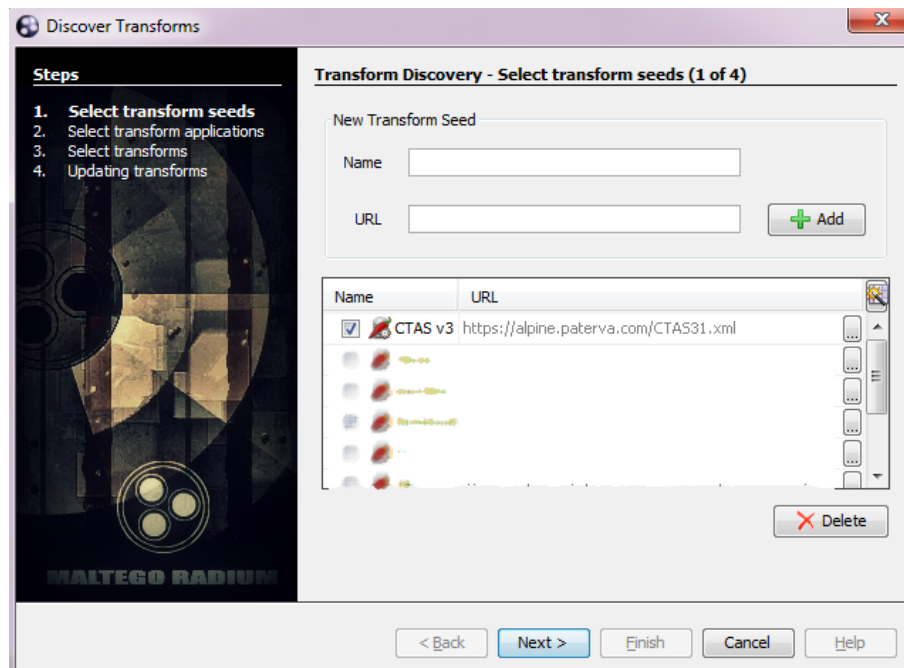 Discover Transforms
Steps
1. Select transform seeds
2. Select transform applications
3. Select transforms
4. Updating transforms
MALTEGO RADIUM
Transform Discovery - Select transform seeds (1 of 4)
New Transform Seed
Name
URL
Add
Name URL
CTAS v3 https://alpine.paterva.com/CTAS31.xml
...
...
...
...
...
Delete
< Back Next > Finish Cancel Help